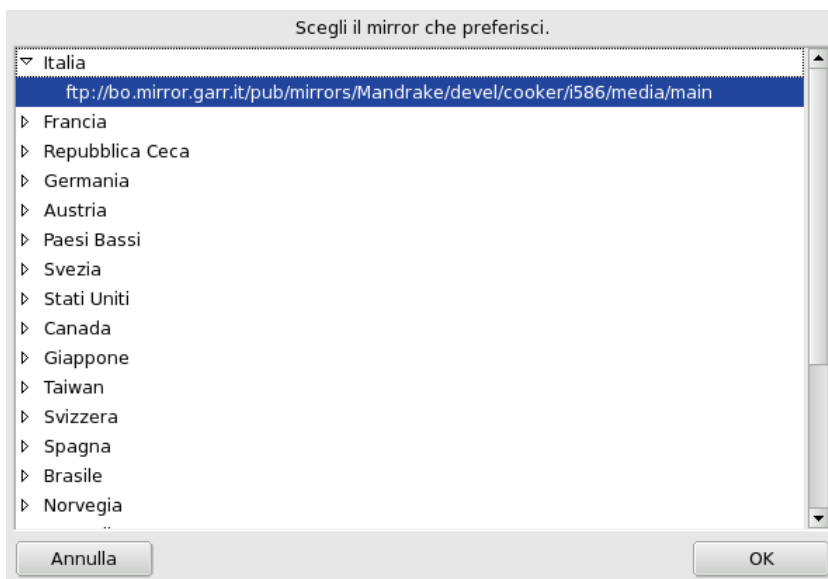 Scegli il mirror che preferisci.
Italia
ftp://bo.mirror.garr.it/pub/mirrors/Mandrake/devel/cooker/i586/media/main
Francia
Repubblica Ceca
Germania
Austria
Paesi Bassi
Svezia
Stati Uniti
Canada
Giappone
Taiwan
Svizzera
Spagna
Brasile
Norvegia
Annulla
OK